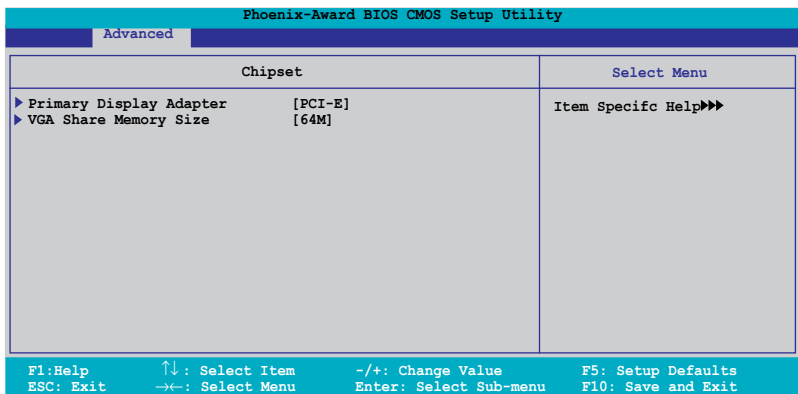 Phoenix-Award BIOS CMOS Setup Utility
Advanced
Chipset
Select Menu
Primary Display Adapter [PCI-E]
VGA Share Memory Size [64M]
Item Specifc Help
F1:Help ↑↓: Select Item -/+: Change Value F5: Setup Defaults
ESC: Exit →←: Select Menu Enter: Select Sub-menu F10: Save and Exit